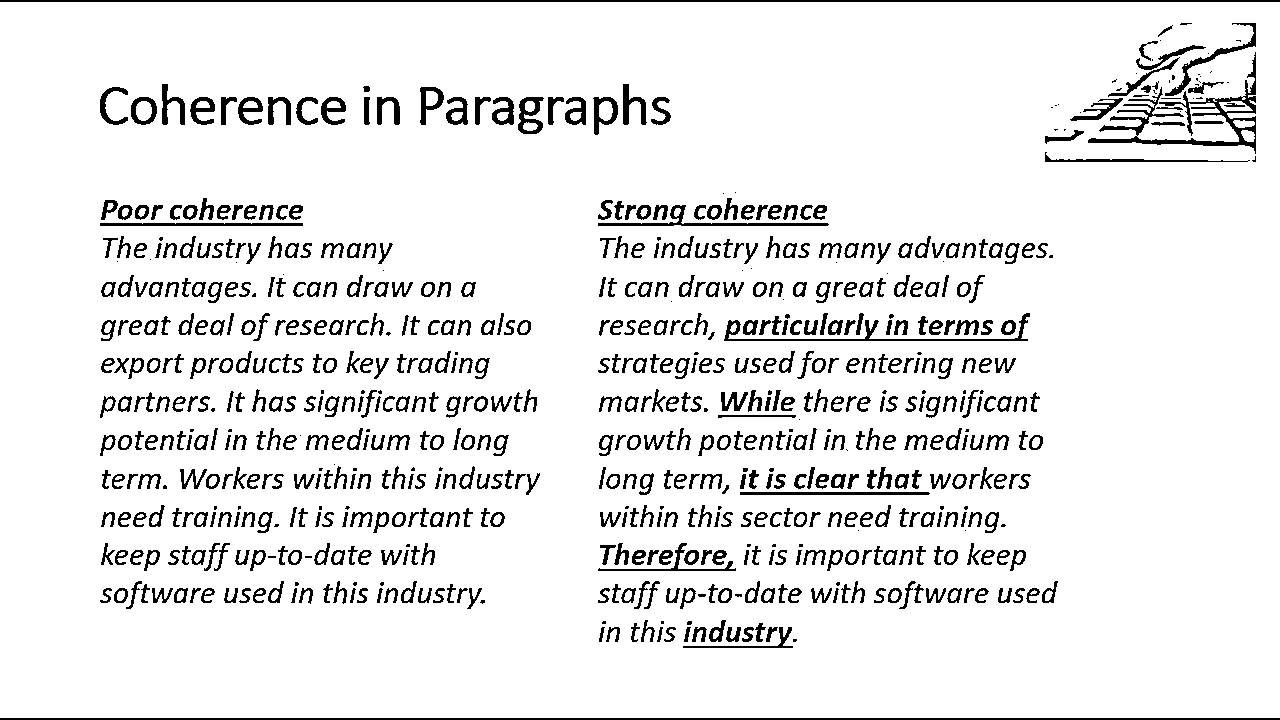 Coherence in Paragraphs
Poor coherence
The industry has many
advantages. It can draw on a
great deal of research. It can also
export products to key trading
partners. It has significant growth
potential in the medium to long
term. Workers within this industry
need training. It is important to
keep staff up-to-date with
software used in this industry.
Strong coherence
The industry has many advantages.
It can draw on a great deal of
research, particularly in terms of
strategies used for entering new
markets. While there is significant
growth potential in the medium to
long term, it is clear that workers
within this sector need training.
Therefore, it is important to keep
staff up-to-date with software used
in this industry.